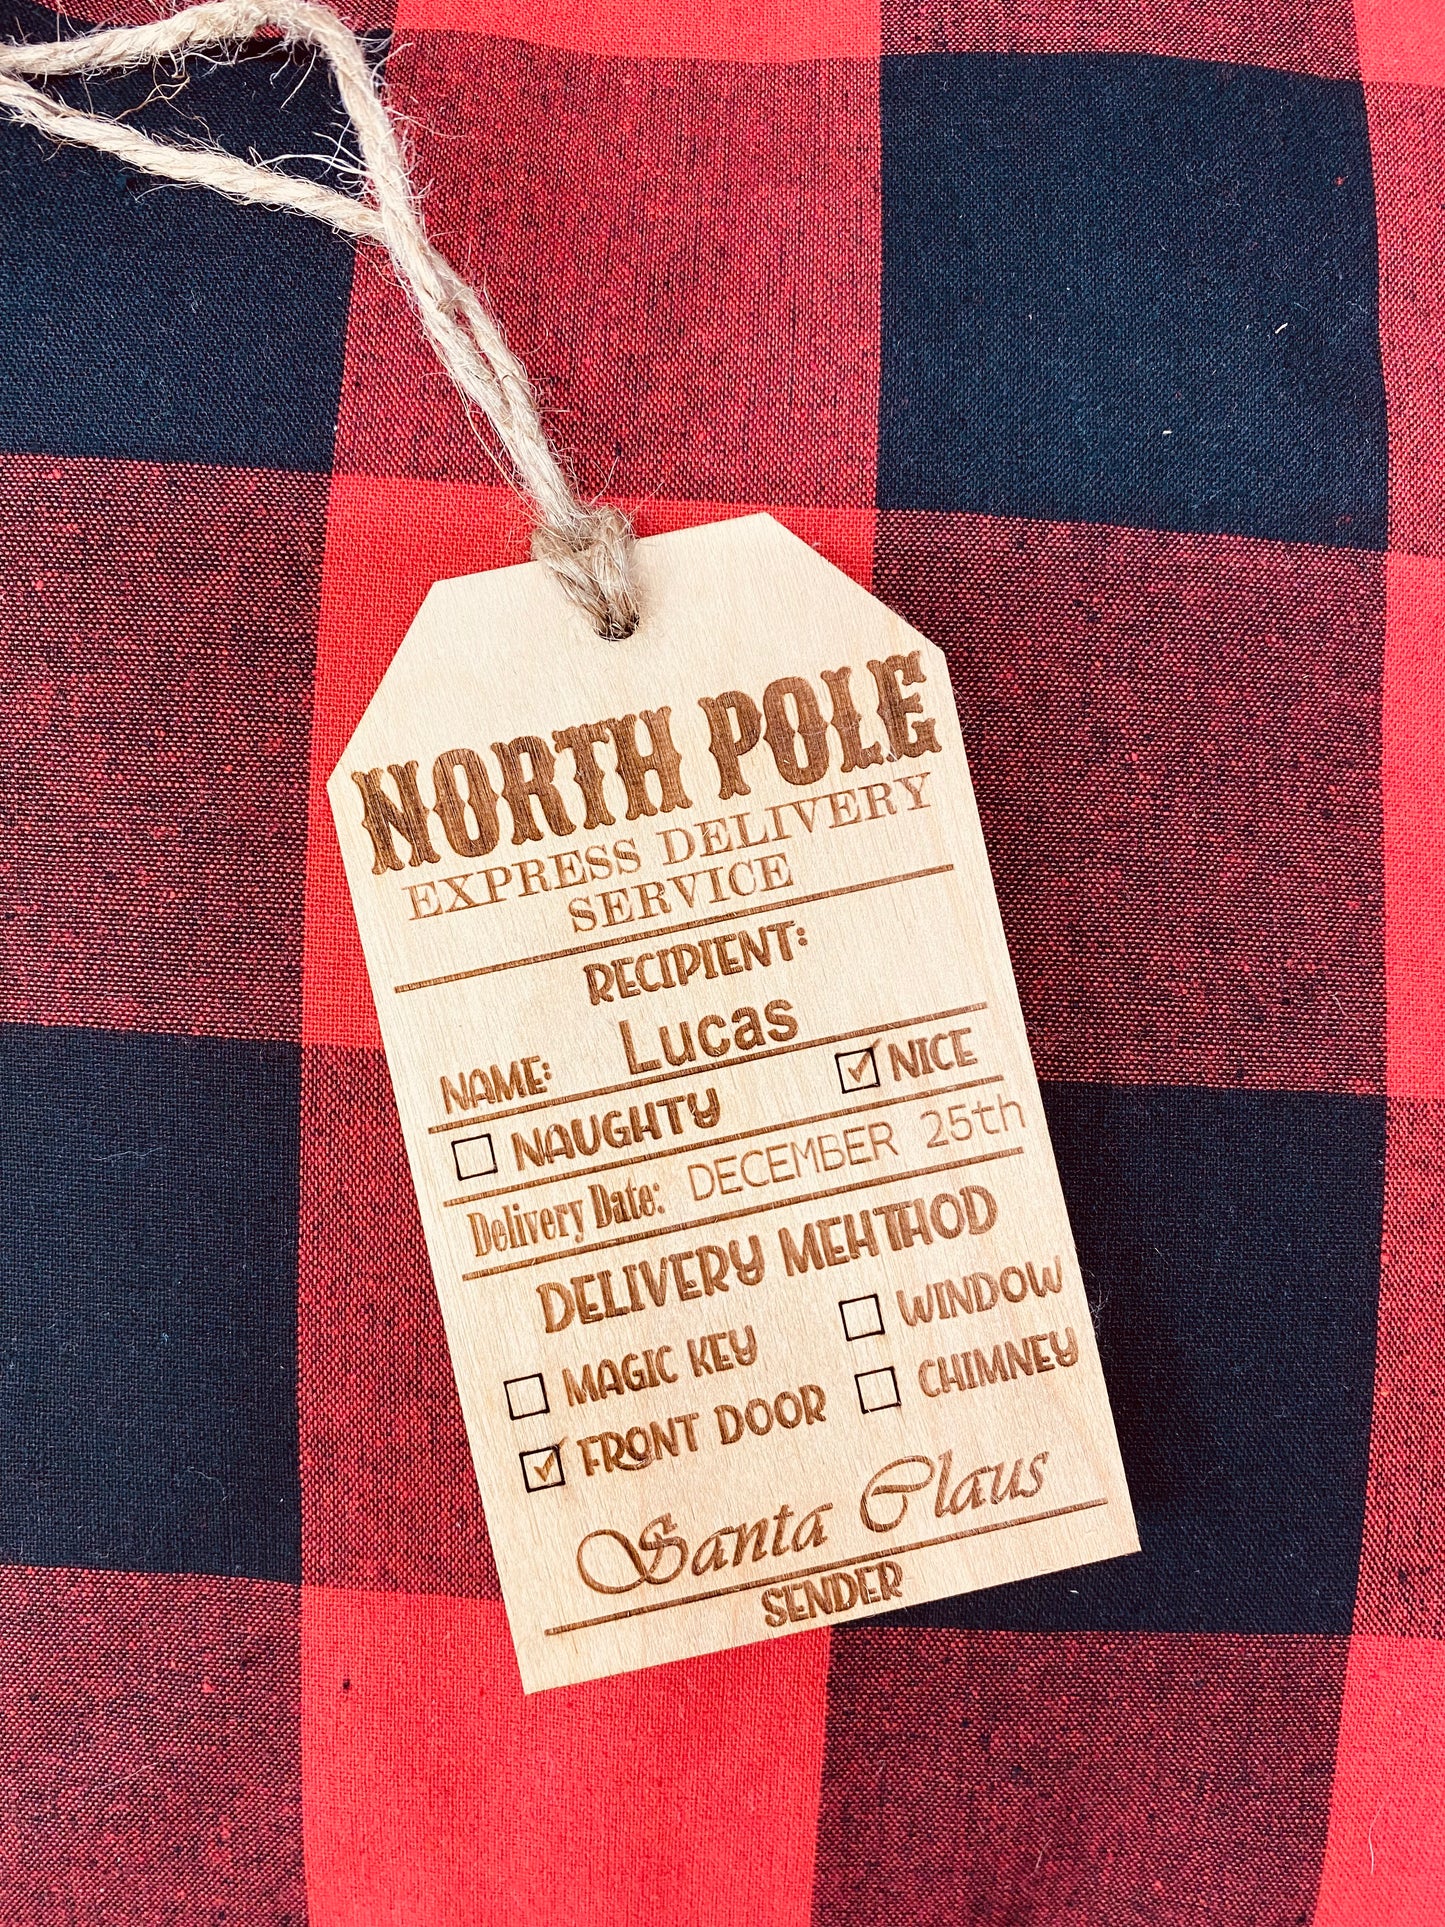 NORTH POLE
EXPRESS DELIVERY
SERVICE
RECIPIENT:
NAME: Lucas
NAUGHTY NICE
Delivery Date: DECEMBER 25th
DELIVERY MEHTHOD
MAGIC KEY WINDOW
FRONT DOOR CHIMNEY
Santa Claus
SENDER